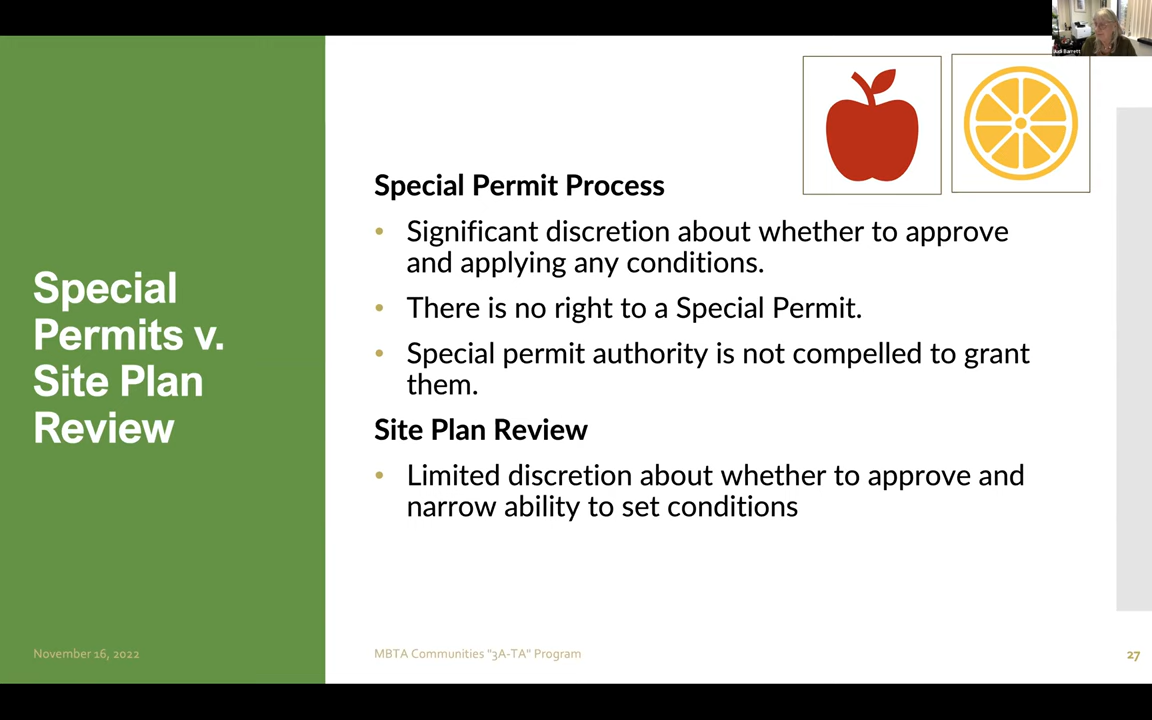 Judi Barrett
Special
Permits v.
Site Plan
Review
Special Permit Process
• Significant discretion about whether to approve
and applying any conditions.
• There is no right to a Special Permit.
• Special permit authority is not compelled to grant
them.
Site Plan Review
• Limited discretion about whether to approve and
narrow ability to set conditions
November 16, 2022
MBTA Communities "3A-TA" Program
27